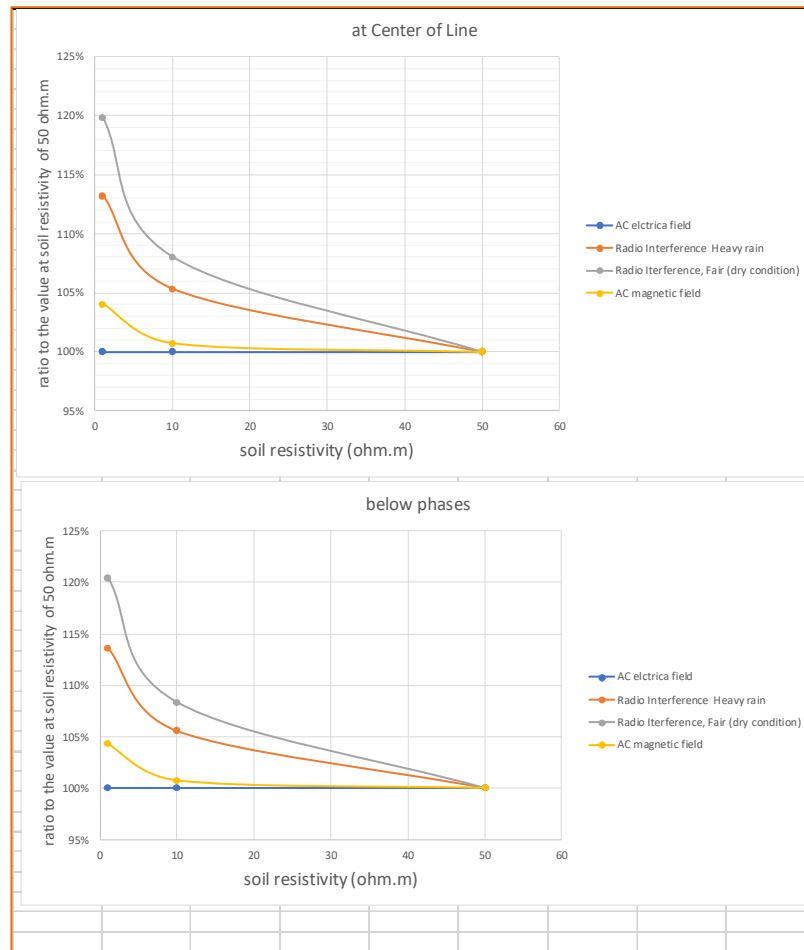 at Center of Line
ratio to the value at soil resistivity of 50 ohm.m
125%
120%
115%
110%
105%
100%
95%
0 10 20 30 40 50 60
soil resistivity (ohm.m)
AC elctrica field
Radio Interference Heavy rain
Radio Iterference, Fair (dry condition)
AC magnetic field
below phases
ratio to the value at soil resistivity of 50 ohm.m
125%
120%
115%
110%
105%
100%
95%
0 10 20 30 40 50 60
soil resistivity (ohm.m)
AC elctrica field
Radio Interference Heavy rain
Radio Iterference, Fair (dry condition)
AC magnetic field